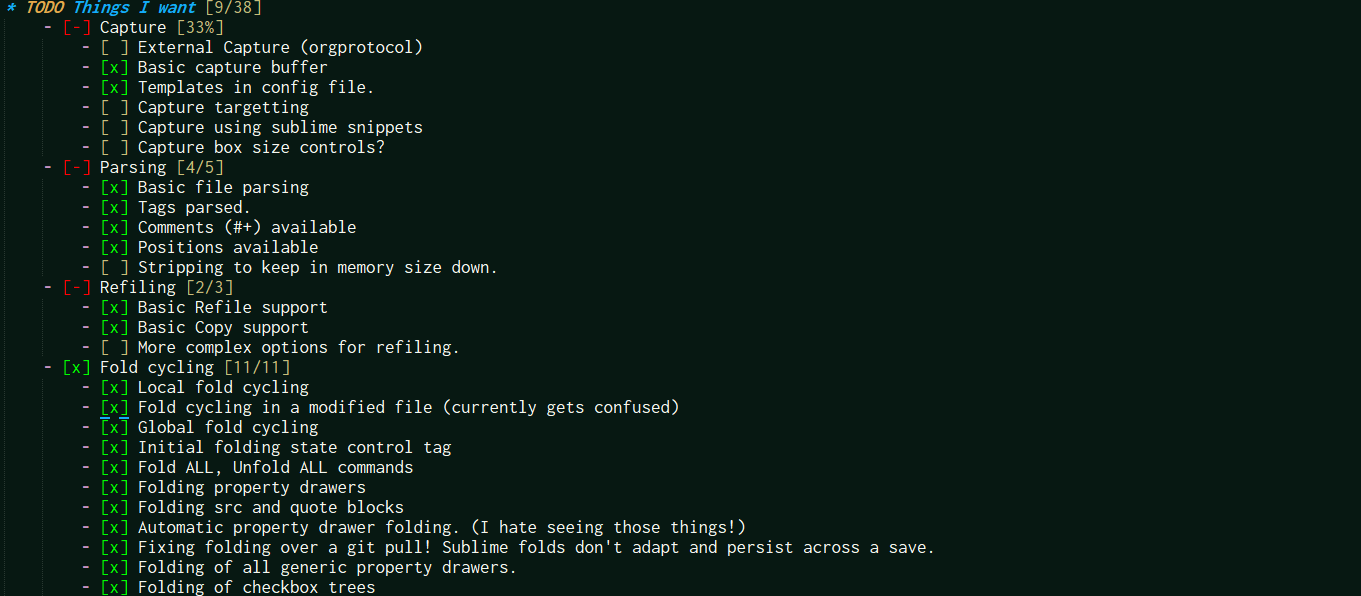 * TODO Things I want [9/38]
- [-] Capture [33%]
- [ ] External Capture (orgprotocol)
- [x] Basic capture buffer
- [x] Templates in config file.
- [ ] Capture targetting
- [ ] Capture using sublime snippets
- [ ] Capture box size controls?
- [-] Parsing [4/5]
- [x] Basic file parsing
- [x] Tags parsed.
- [x] Comments (#+) available
- [x] Positions available
- [ ] Stripping to keep in memory size down.
- [-] Refiling [2/3]
- [x] Basic Refile support
- [x] Basic Copy support
- [ ] More complex options for refiling.
- [x] Fold cycling [11/11]
- [x] Local fold cycling
- [x] Fold cycling in a modified file (currently gets confused)
- [x] Global fold cycling
- [x] Initial folding state control tag
- [x] Fold ALL, Unfold ALL commands
- [x] Folding property drawers
- [x] Folding src and quote blocks
- [x] Automatic property drawer folding. (I hate seeing those things!)
- [x] Fixing folding over a git pull! Sublime folds don't adapt and persist across a save.
- [x] Folding of all generic property drawers.
- [x] Folding of checkbox trees